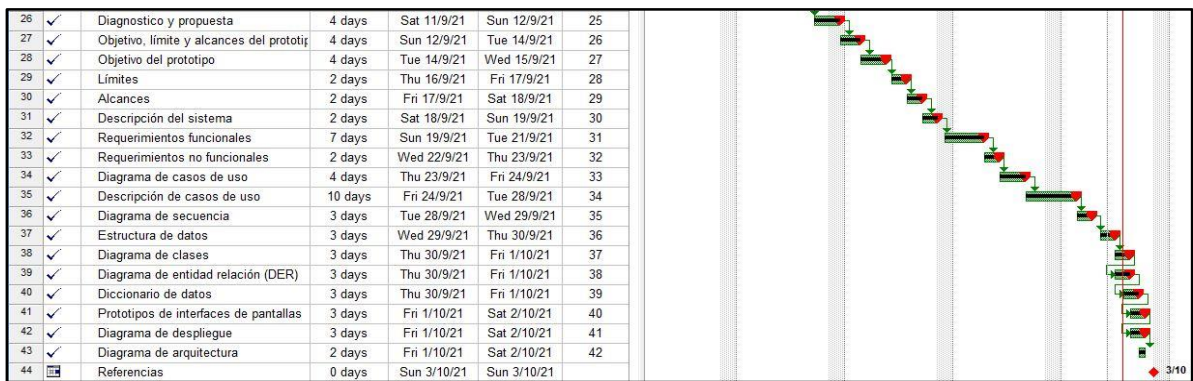 26 Diagnostico y propuesta 4 days Sat 11/9/21 Sun 12/9/21 25
27 Objetivo, límite y alcances del prototip 4 days Sun 12/9/21 Tue 14/9/21 26
28 Objetivo del prototipo 4 days Tue 14/9/21 Wed 15/9/21 27
29 Límites 2 days Thu 16/9/21 Fri 17/9/21 28
30 Alcances 2 days Fri 17/9/21 Sat 18/9/21 29
31 Descripción del sistema 2 days Sat 18/9/21 Sun 19/9/21 30
32 Requerimientos funcionales 7 days Sun 19/9/21 Tue 21/9/21 31
33 Requerimientos no funcionales 2 days Wed 22/9/21 Thu 23/9/21 32
34 Diagrama de casos de uso 4 days Thu 23/9/21 Fri 24/9/21 33
35 Descripción de casos de uso 10 days Fri 24/9/21 Tue 28/9/21 34
36 Diagrama de secuencia 3 days Tue 28/9/21 Wed 29/9/21 35
37 Estructura de datos 3 days Wed 29/9/21 Thu 30/9/21 36
38 Diagrama de clases 3 days Thu 30/9/21 Fri 1/10/21 37
39 Diagrama de entidad relación (DER) 3 days Thu 30/9/21 Fri 1/10/21 38
40 Diccionario de datos 3 days Thu 30/9/21 Fri 1/10/21 39
41 Prototipos de interfaces de pantallas 3 days Fri 1/10/21 Sat 2/10/21 40
42 Diagrama de despliegue 3 days Fri 1/10/21 Sat 2/10/21 41
43 Diagrama de arquitectura 2 days Fri 1/10/21 Sat 2/10/21 42
44 Referencias 0 days Sun 3/10/21 Sun 3/10/21 3/10